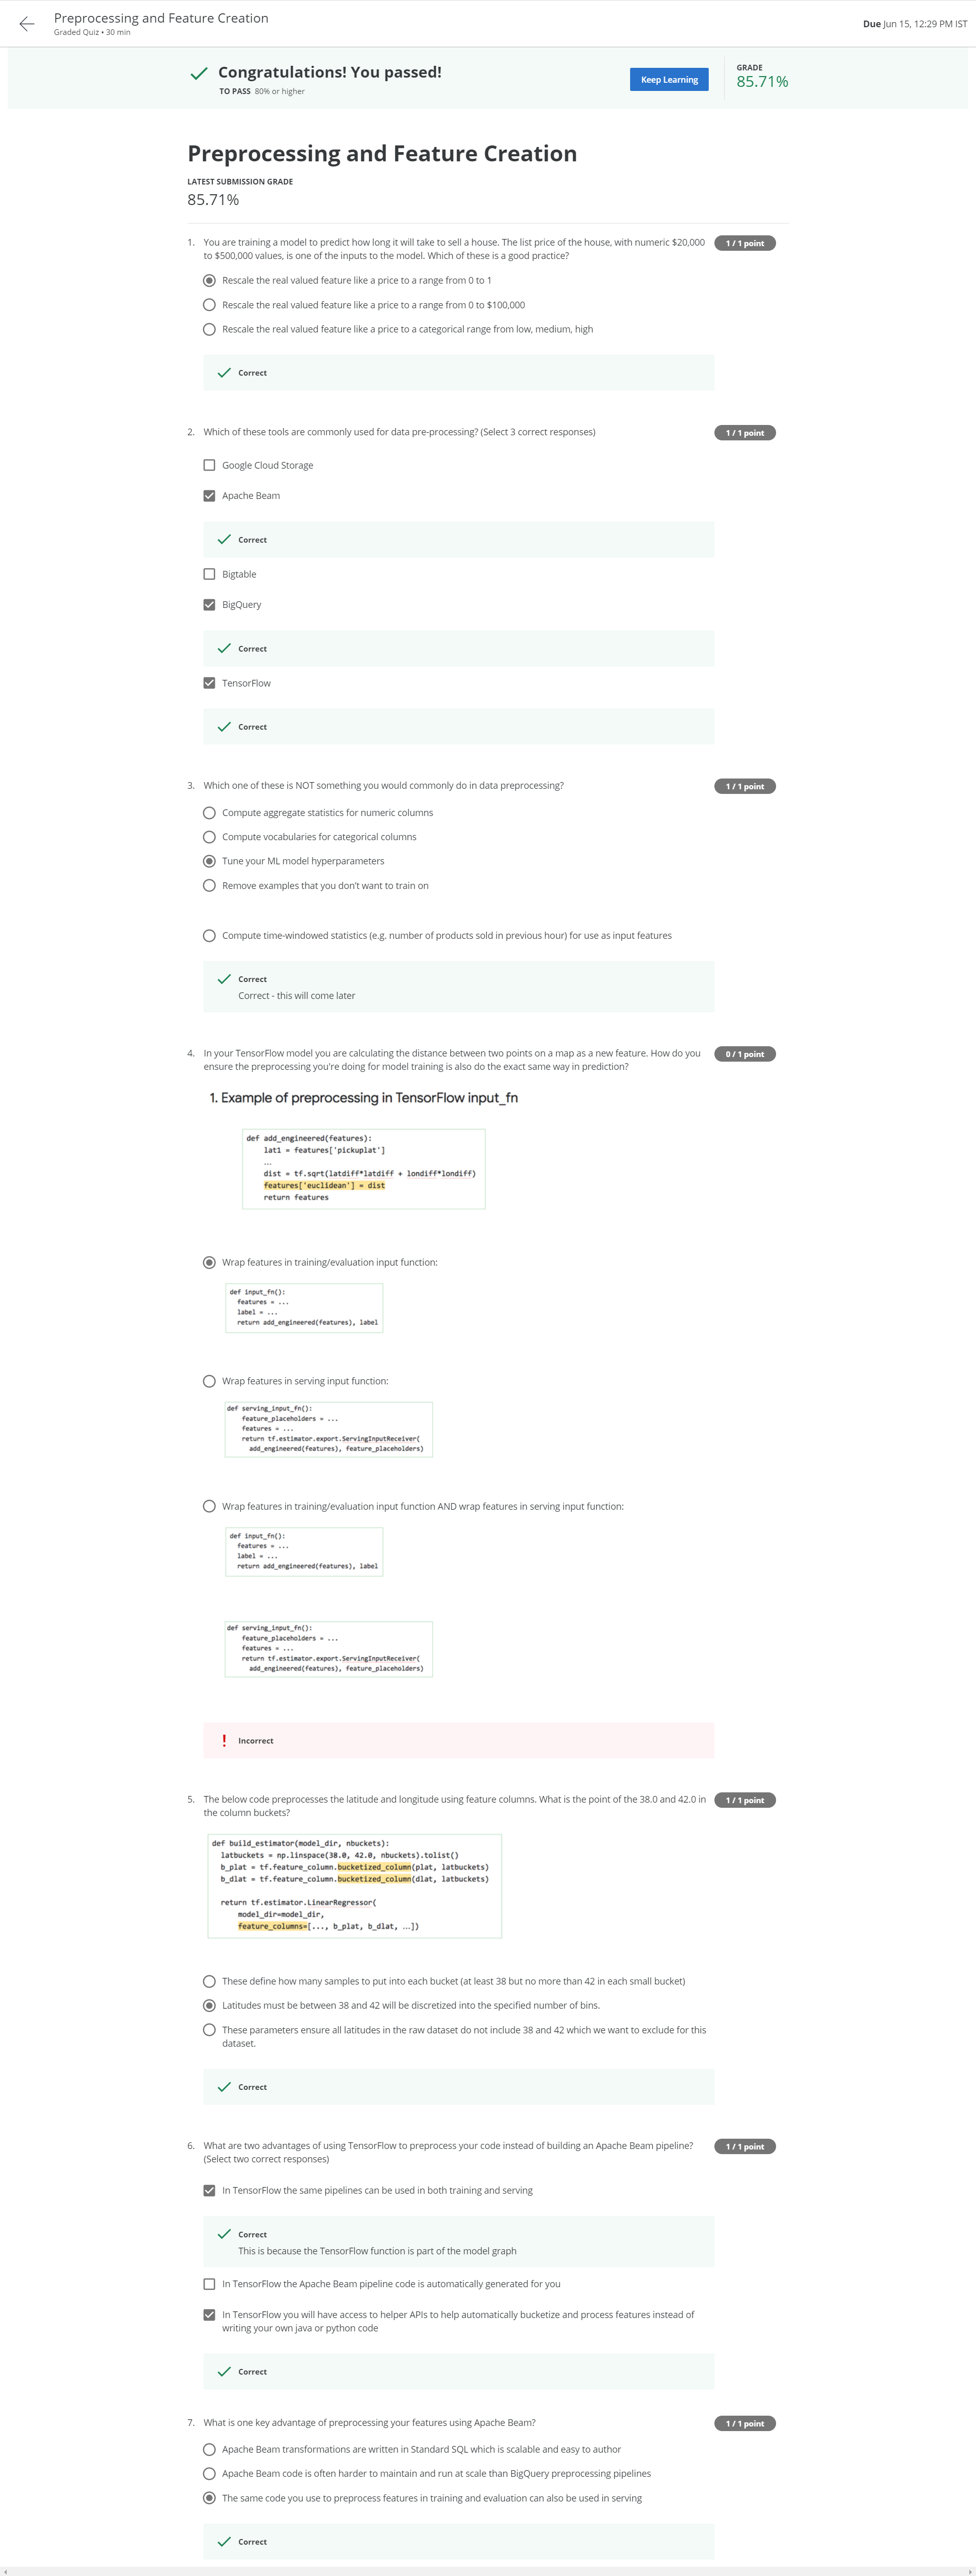 Preprocessing and Feature Creation
Graded Quiz • 30 min
Due Jun 15, 12:29 PM IST
Congratulations! You passed!
TO PASS 80% or higher
Keep Learning
GRADE
85.71%
Preprocessing and Feature Creation
LATEST SUBMISSION GRADE
85.71%
1. You are training a model to predict how long it will take to sell a house. The list price of the house, with numeric $20,000
to $500,000 values, is one of the inputs to the model. Which of these is a good practice?
1 / 1 point
Rescale the real valued feature like a price to a range from 0 to 1
Rescale the real valued feature like a price to a range from 0 to $100,000
Rescale the real valued feature like a price to a categorical range from low, medium, high
Correct
2. Which of these tools are commonly used for data pre-processing? (Select 3 correct responses)
1 / 1 point
Google Cloud Storage
Apache Beam
Correct
Bigtable
BigQuery
Correct
TensorFlow
Correct
3. Which one of these is NOT something you would commonly do in data preprocessing?
1 / 1 point
Compute aggregate statistics for numeric columns
Compute vocabularies for categorical columns
Tune your ML model hyperparameters
Remove examples that you don't want to train on
Compute time-windowed statistics (e.g. number of products sold in previous hour) for use as input features
Correct
Correct - this will come later
4. In your TensorFlow model you are calculating the distance between two points on a map as a new feature. How do you
ensure the preprocessing you're doing for model training is also do the exact same way in prediction?
0 / 1 point
1. Example of preprocessing in TensorFlow input_fn
def add_engineered(features):
lat1 = features['pickuplat']
...
dist = tf.sqrt(latdiff*latdiff + londiff*londiff)
features['euclidean'] = dist
return features
Wrap features in training/evaluation input function:
def input_fn():
features = ...
label = ...
return add_engineered(features), label
Wrap features in serving input function:
def serving_input_fn():
feature_placeholders = ...
features = ...
return tf.estimator.export.ServingInputReceiver(
add_engineered(features), feature_placeholders)
Wrap features in training/evaluation input function AND wrap features in serving input function:
def input_fn():
features = ...
label = ...
return add_engineered(features), label
def serving_input_fn():
feature_placeholders = ...
features = ...
return tf.estimator.export.ServingInputReceiver(
add_engineered(features), feature_placeholders)
Incorrect
5. The below code preprocesses the latitude and longitude using feature columns. What is the point of the 38.0 and 42.0 in
the column buckets?
1 / 1 point
def build_estimator(model_dir, nbuckets):
latbuckets = np.linspace(38.0, 42.0, nbuckets).tolist()
b_plat = tf.feature_column.bucketized_column(plat, latbuckets)
b_dlat = tf.feature_column.bucketized_column(dlat, latbuckets)
return tf.estimator.LinearRegressor(
model_dir=model_dir,
feature_columns=[..., b_plat, b_dlat, ...])
These define how many samples to put into each bucket (at least 38 but no more than 42 in each small bucket)
Latitudes must be between 38 and 42 will be discretized into the specified number of bins.
These parameters ensure all latitudes in the raw dataset do not include 38 and 42 which we want to exclude for this
dataset.
Correct
6. What are two advantages of using TensorFlow to preprocess your code instead of building an Apache Beam pipeline?
(Select two correct responses)
1 / 1 point
In TensorFlow the same pipelines can be used in both training and serving
Correct
This is because the TensorFlow function is part of the model graph
In TensorFlow the Apache Beam pipeline code is automatically generated for you
In TensorFlow you will have access to helper APIs to help automatically bucketize and process features instead of
writing your own java or python code
Correct
7. What is one key advantage of preprocessing your features using Apache Beam?
1 / 1 point
Apache Beam transformations are written in Standard SQL which is scalable and easy to author
Apache Beam code is often harder to maintain and run at scale than BigQuery preprocessing pipelines
The same code you use to preprocess features in training and evaluation can also be used in serving
Correct